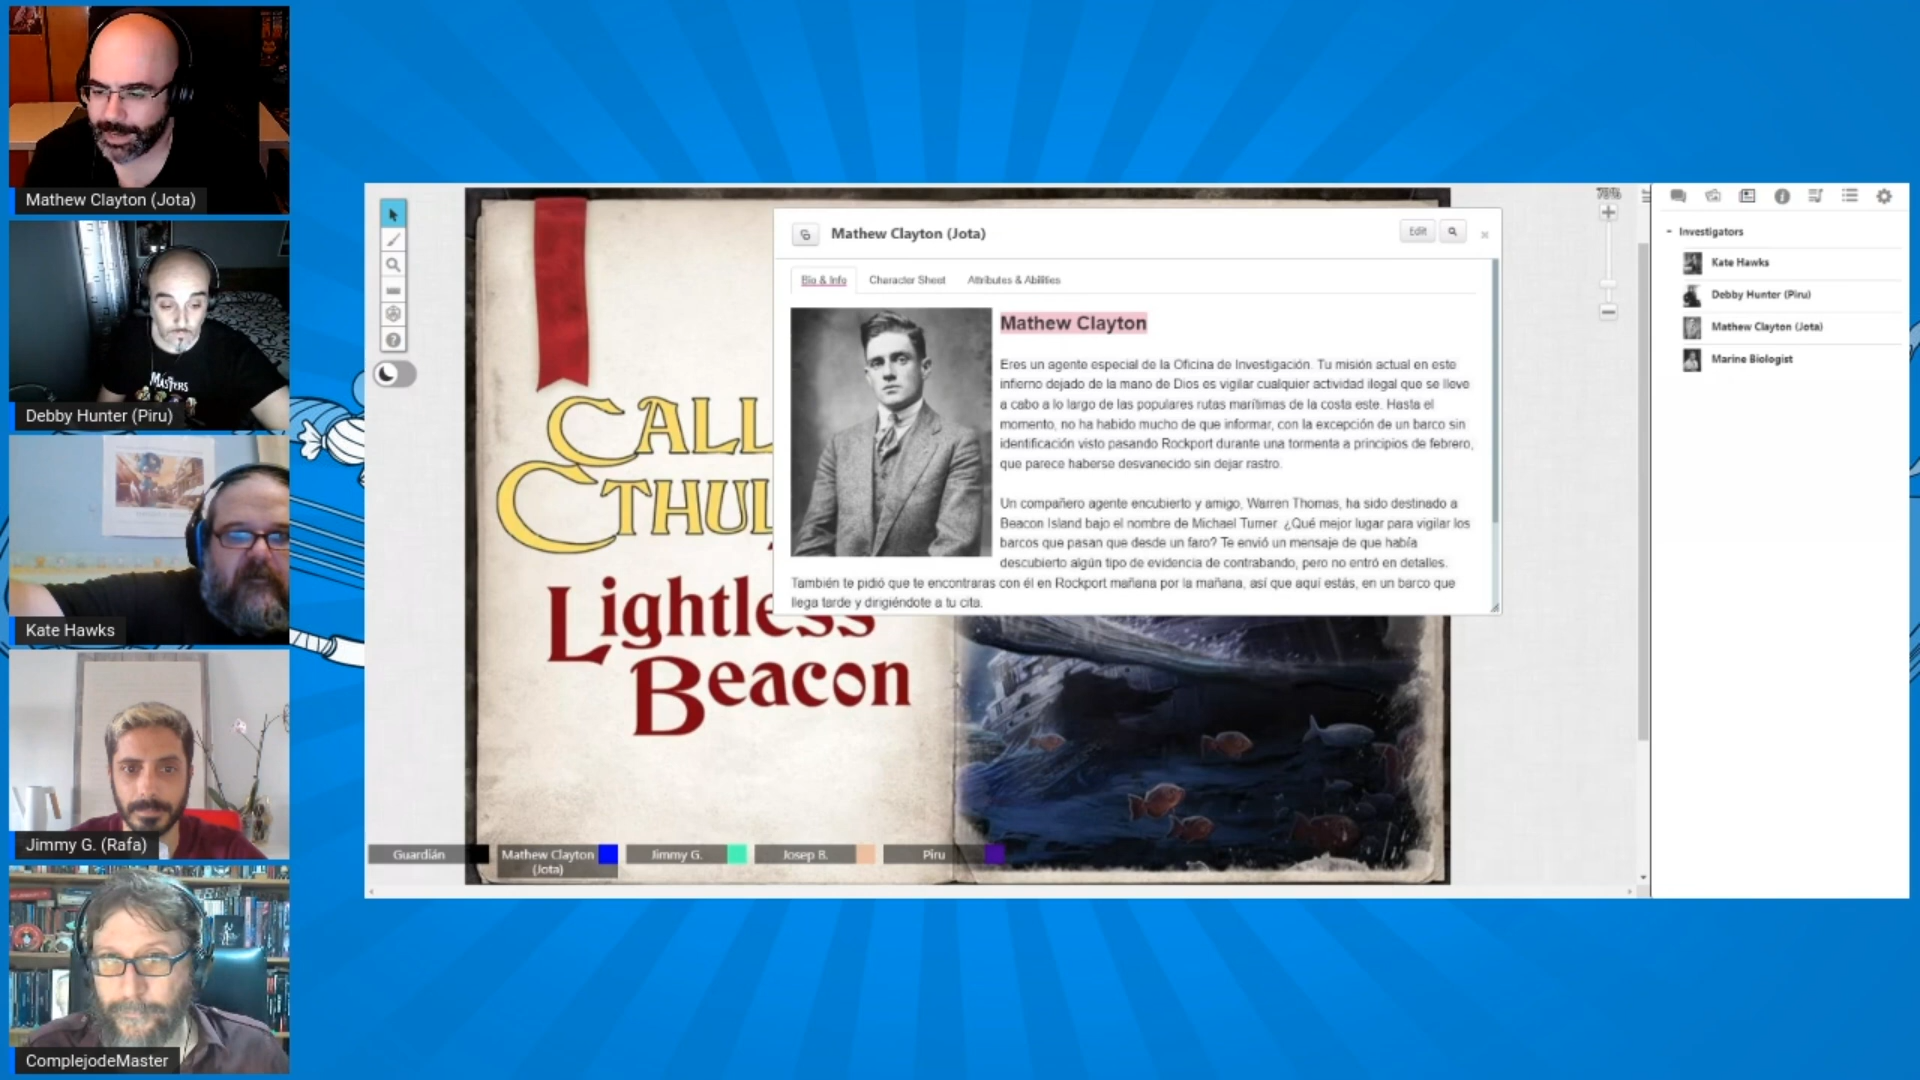 Mathew Clayton (Jota)
Debby Hunter (Piru)
MASTERS
Kate Hawks
Jimmy G. (Rafa)
ComplejodeMaster
CALL
CTHUL
Lightless
Beacon
Mathew Clayton (Jota)
Edit
Bio & Info Character Sheet Attributes & Abilities
Mathew Clayton
Eres un agente especial de la Oficina de Investigación. Tu misión actual en este
infierno dejado de la mano de Dios es vigilar cualquier actividad ilegal que se lleve
a cabo a lo largo de las populares rutas marítimas de la costa este. Hasta el
momento, no ha habido mucho de que informar, con la excepción de un barco sin
identificación visto pasando Rockport durante una tormenta a principios de febrero,
que parece haberse desvanecido sin dejar rastro.
Un compañero agente encubierto y amigo, Warren Thomas, ha sido destinado a
Beacon Island bajo el nombre de Michael Turner. ¿Qué mejor lugar para vigilar los
barcos que pasan que desde un faro? Te envió un mensaje de que había
descubierto algún tipo de evidencia de contrabando, pero no entró en detalles.
También te pidió que te encontraras con él en Rockport mañana por la mañana, así que aquí estás, en un barco que
llega tarde y dirigiéndote a tu cita.
Guardián
Mathew Clayton
(Jota)
Jimmy G.
Josep B.
Piru
Investigators
Kate Hawks
Debby Hunter (Piru)
Mathew Clayton (Jota)
Marine Biologist